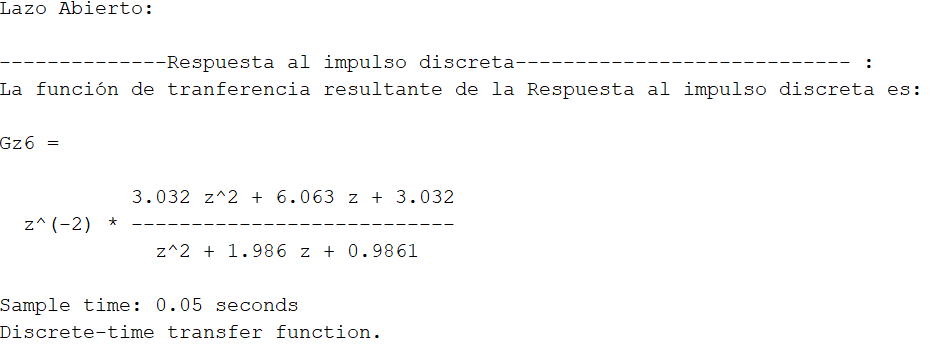 Lazo Abierto:
--------------Respuesta al impulso discreta---------------------------- :
La función de tranferencia resultante de la Respuesta al impulso discreta es:
Gz6 =
3.032 z^2 + 6.063 z + 3.032
z^(-2) * ---------------------------
z^2 + 1.986 z + 0.9861
Sample time: 0.05 seconds
Discrete-time transfer function.